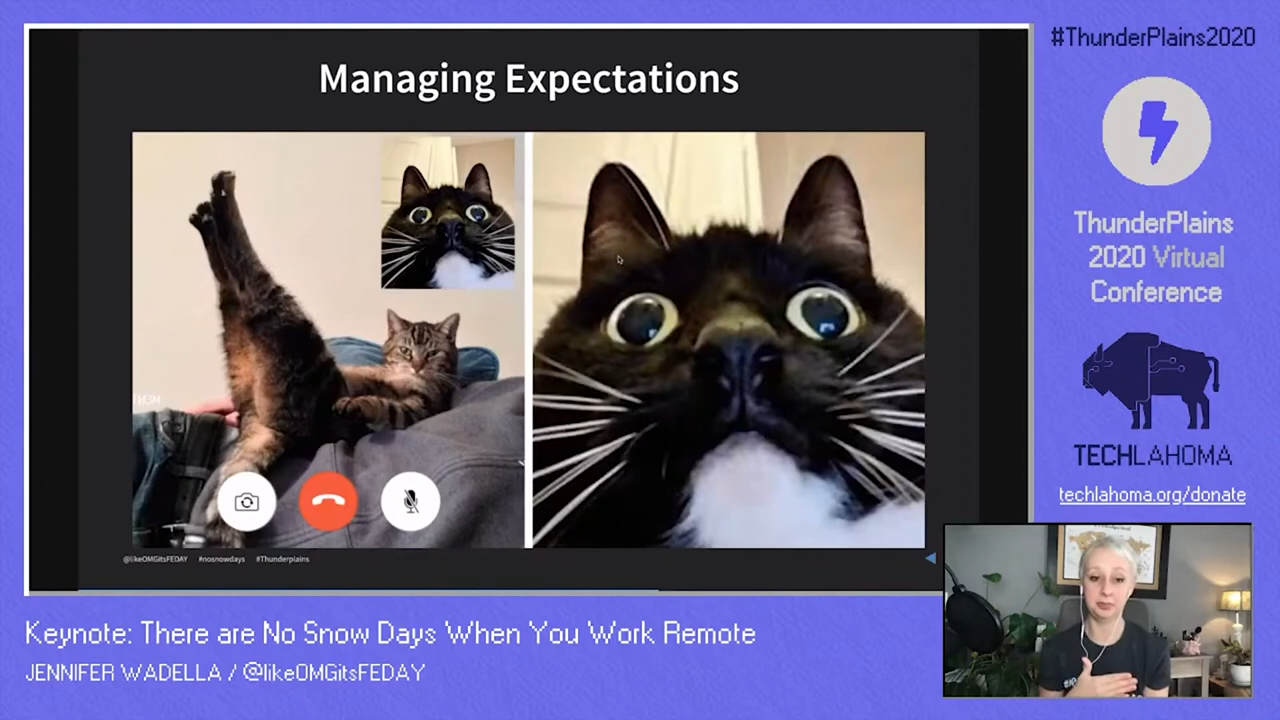 #ThunderPlains2020
Managing Expectations
ThunderPlains
2020 Virtual
Conference
TECHLAHOMA
techlahoma.org/donate
@likeOMGitsFEDAY #nosnowdays #Thunderplains
Keynote: There are No Snow Days When You Work Remote
JENNIFER WADELLA / @likeOMGitsFEDAY